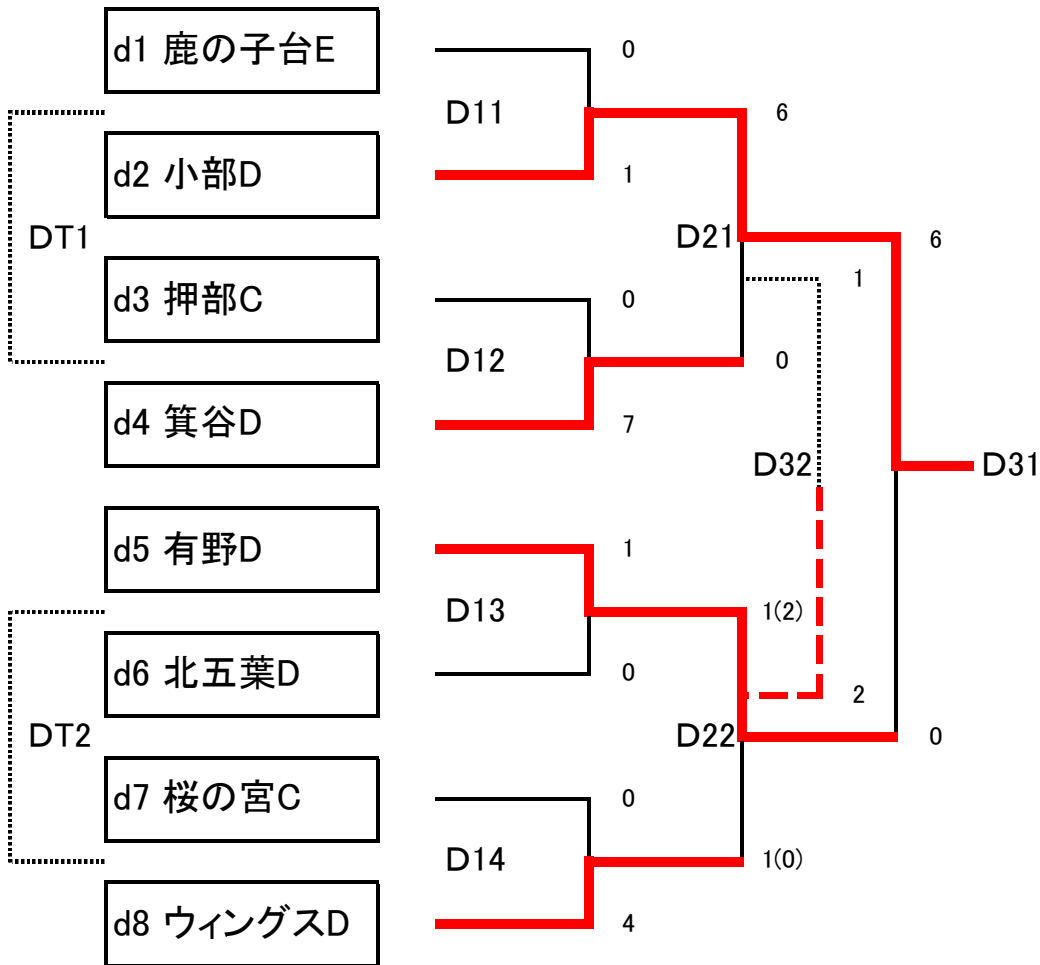 d1 鹿の子台E
0
D11
6
d2 小部D
1
DT1
D21
6
1
d3 押部C
0
D12
0
d4 箕谷D
7
D32
D31
d5 有野D
1
D13
1(2)
d6 北五葉D
0
2
DT2
D22
0
d7 桜の宮C
0
D14
1(0)
d8 ウィングスD
4